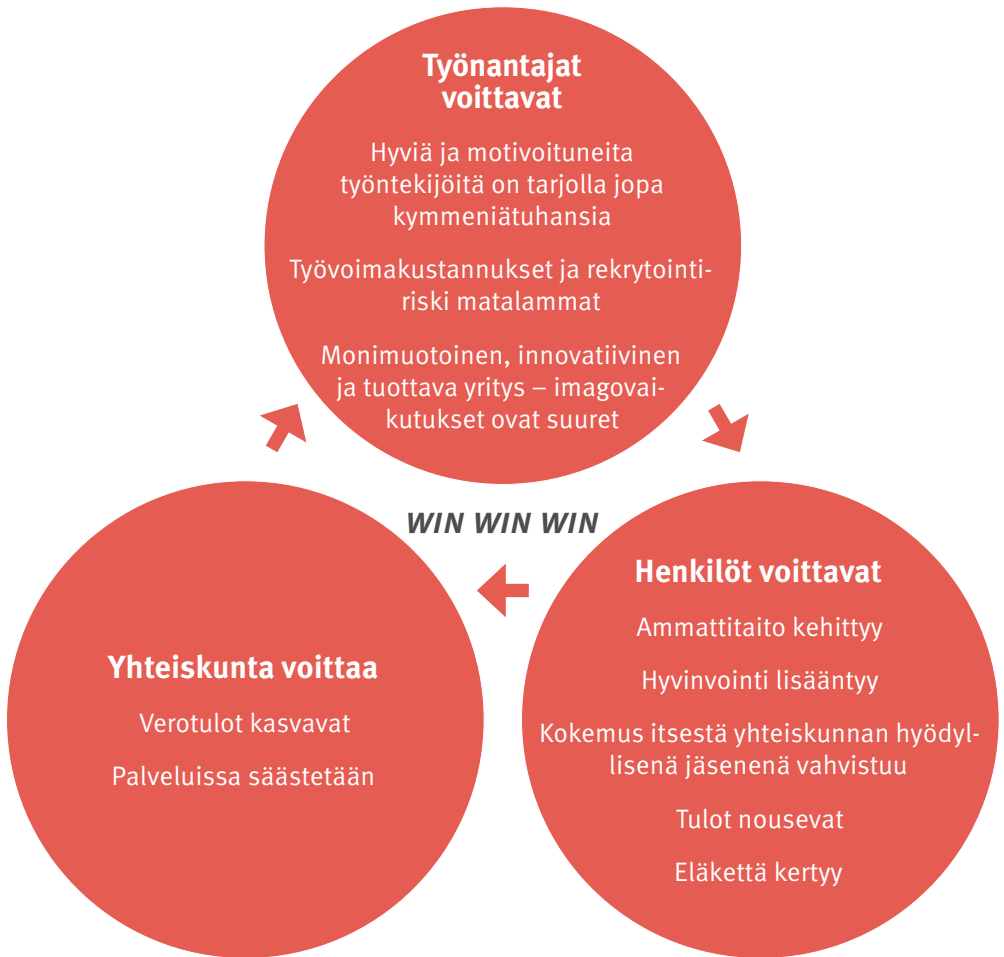 Työnantajat
voittavat
Hyviä ja motivoituneita
työntekijöitä on tarjolla jopa
kymmeniätuhansia
Työvoimakustannukset ja rekrytointi-
riski matalammat
Monimuotoinen, innovatiivinen
ja tuottava yritys – imagovai-
kutukset ovat suuret
WIN WIN WIN
Henkilöt voittavat
Ammattitaito kehittyy
Hyvinvointi lisääntyy
Kokemus itsestä yhteiskunnan hyödyl-
lisenä jäsenenä vahvistuu
Tulot nousevat
Eläkettä kertyy
Yhteiskunta voittaa
Verotulot kasvavat
Palveluissa säästetään